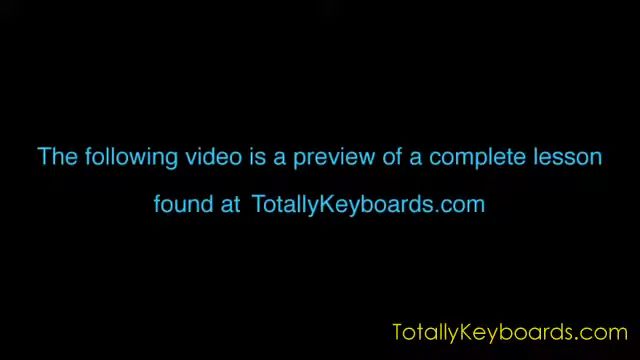 The following video is a preview of a complete lesson
found at TotallyKeyboards.com
TotallyKeyboards.com